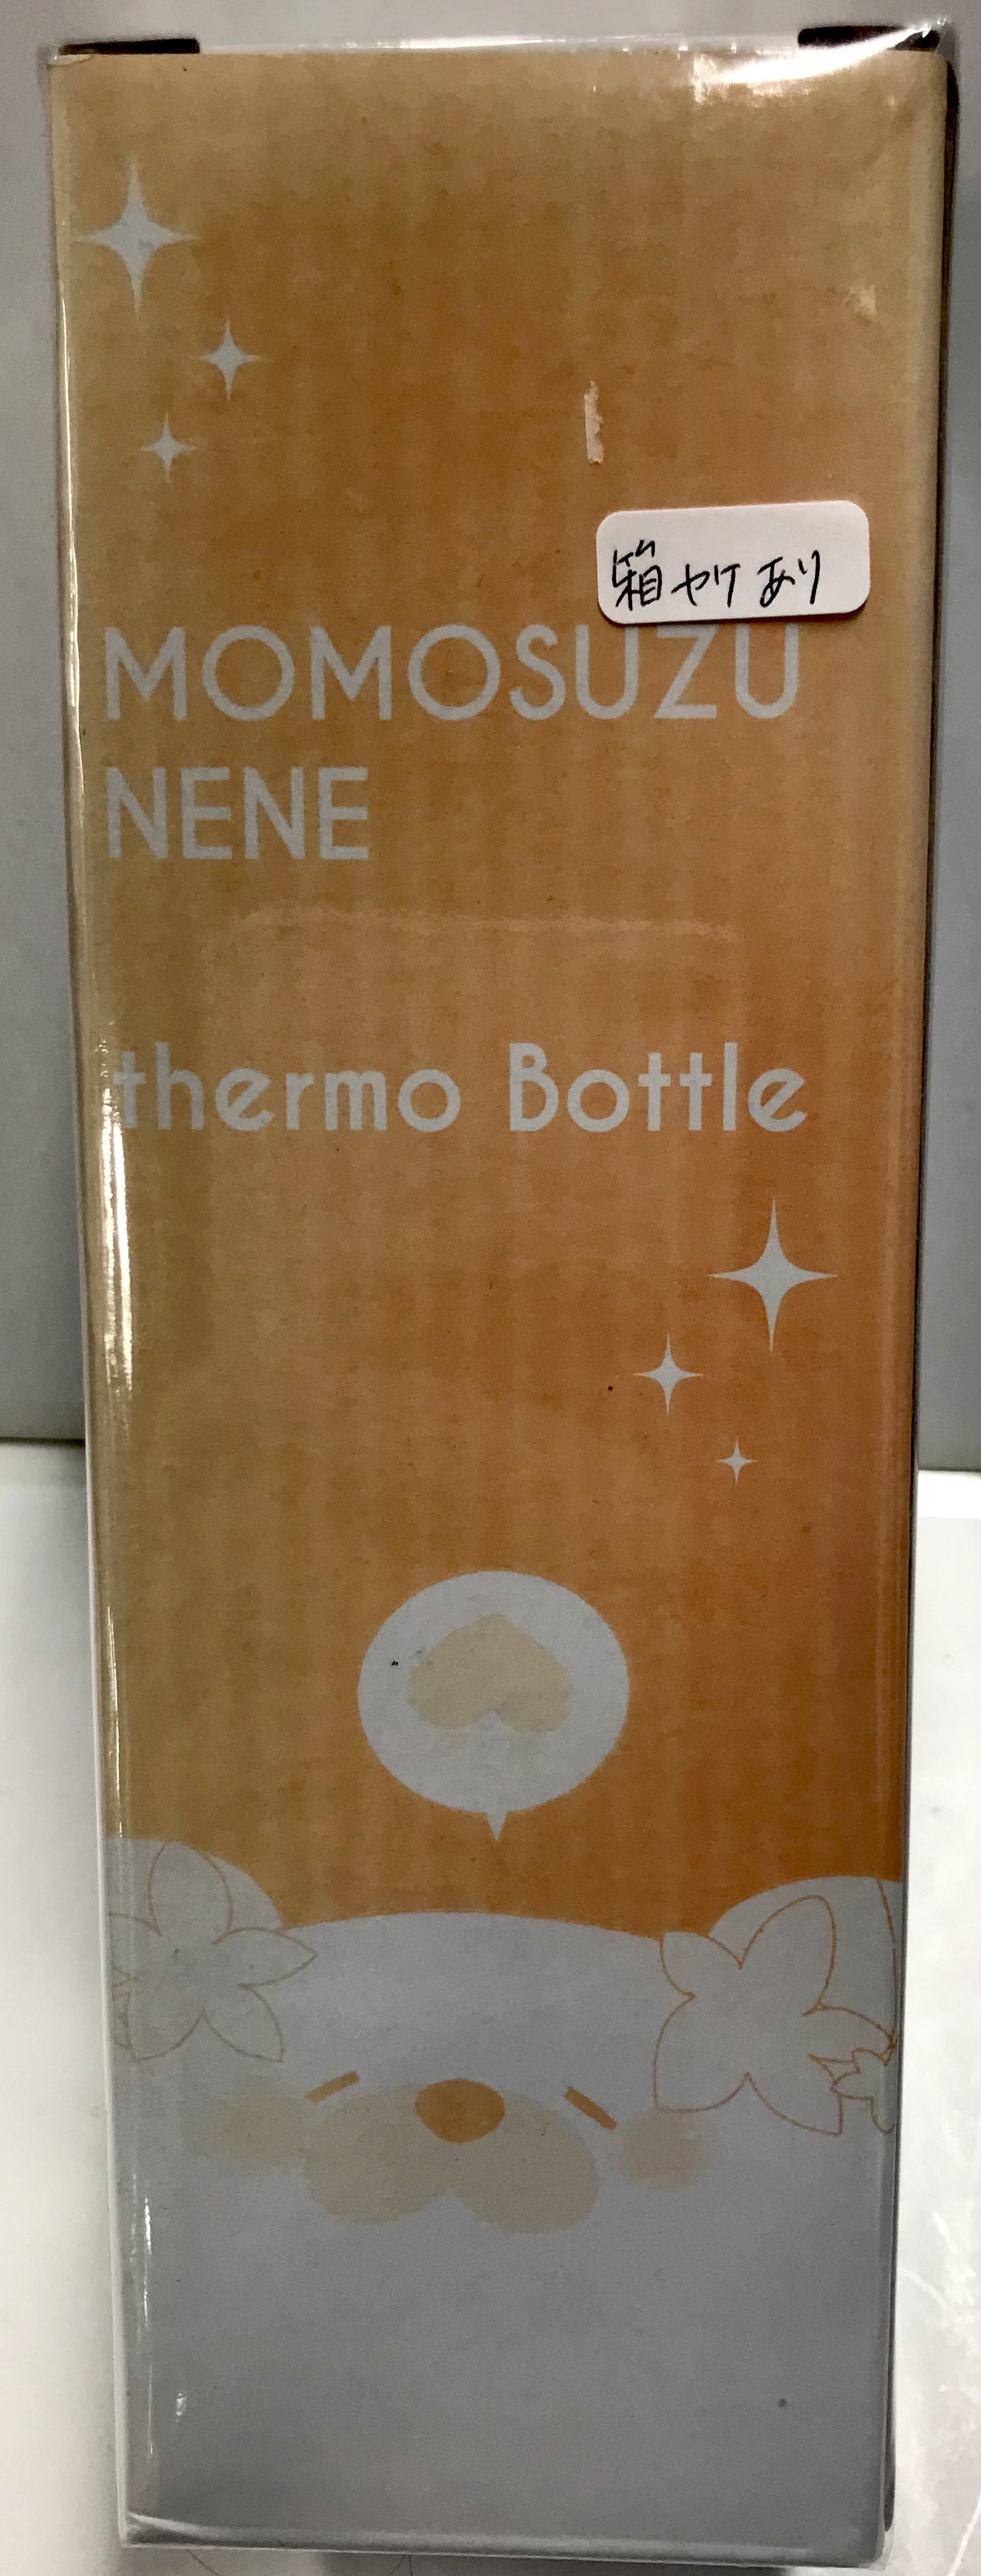 箱ヤケあり
MOMOSUZU
NENE
thermo Bottle